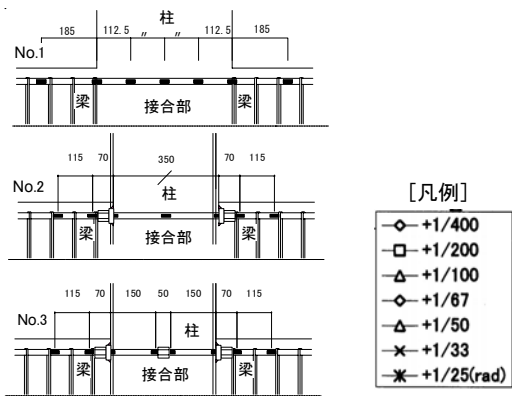 柱
185 112.5 〃 〃 112.5 185
No.1
梁 接合部 梁
115 70 350 70 115
No.2
柱
梁 接合部 梁
115 70 150 50 150 70 115
No.3
柱
梁 接合部 梁
[凡例]
+1/400
+1/200
+1/100
+1/67
+1/50
+1/33
+1/25(rad)